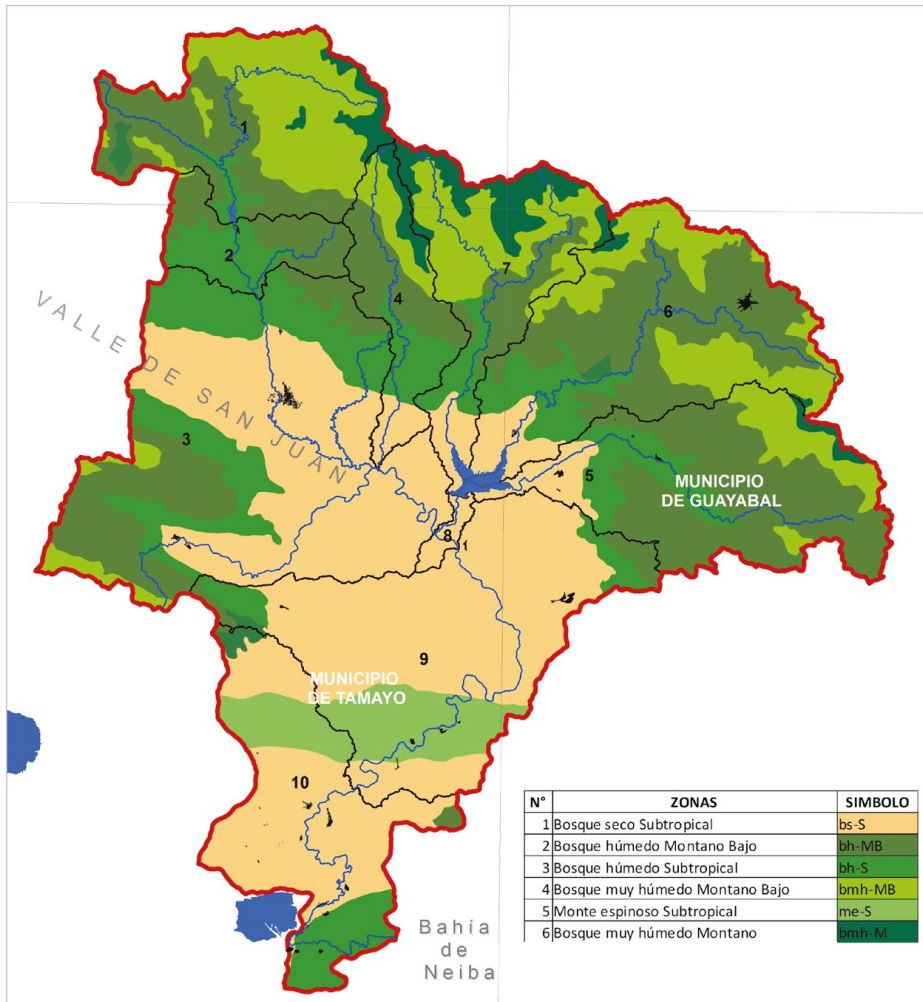 1
2
7
4
6
VALLE DE SAN JUAN
3
5
MUNICIPIO
DE GUAYABAL
8
1
9
MUNICIPIO
DE TAMAYO
10
N° ZONAS SIMBOLO
1 Bosque seco Subtropical bs-S
2 Bosque húmedo Montano Bajo bh-MB
3 Bosque húmedo Subtropical bh-S
4 Bosque muy húmedo Montano Bajo bmh-MB
5 Monte espinoso Subtropical me-S
6 Bosque muy húmedo Montano bmh-M
Bahía
de
Neiba